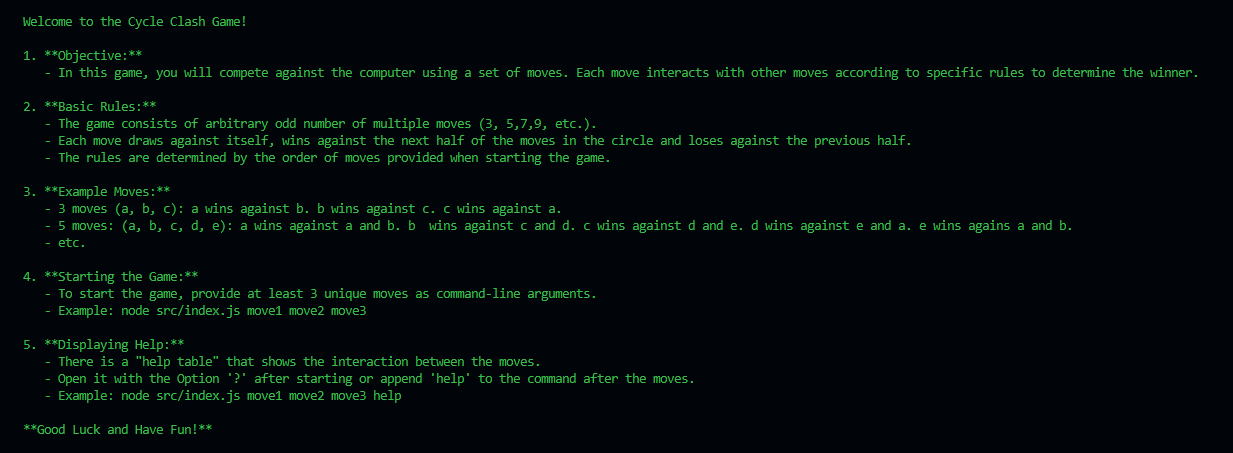 Welcome to the Cycle Clash Game!
1. **Objective:**
- In this game, you will compete against the computer using a set of moves. Each move interacts with other moves according to specific rules to determine the winner.
2. **Basic Rules:**
- The game consists of arbitrary odd number of multiple moves (3, 5,7,9, etc.).
- Each move draws against itself, wins against the next half of the moves in the circle and loses against the previous half.
- The rules are determined by the order of moves provided when starting the game.
3. **Example Moves:**
- 3 moves (a, b, c): a wins against b. b wins against c. c wins against a.
- 5 moves: (a, b, c, d, e): a wins against a and b. b  wins against c and d. c wins against d and e. d wins against e and a. e wins agains a and b.
- etc.
4. **Starting the Game:**
- To start the game, provide at least 3 unique moves as command-line arguments.
- Example: node src/index.js move1 move2 move3
5. **Displaying Help:**
- There is a "help table" that shows the interaction between the moves.
- Open it with the Option '?' after starting or append 'help' to the command after the moves.
- Example: node src/index.js move1 move2 move3 help
**Good Luck and Have Fun!**